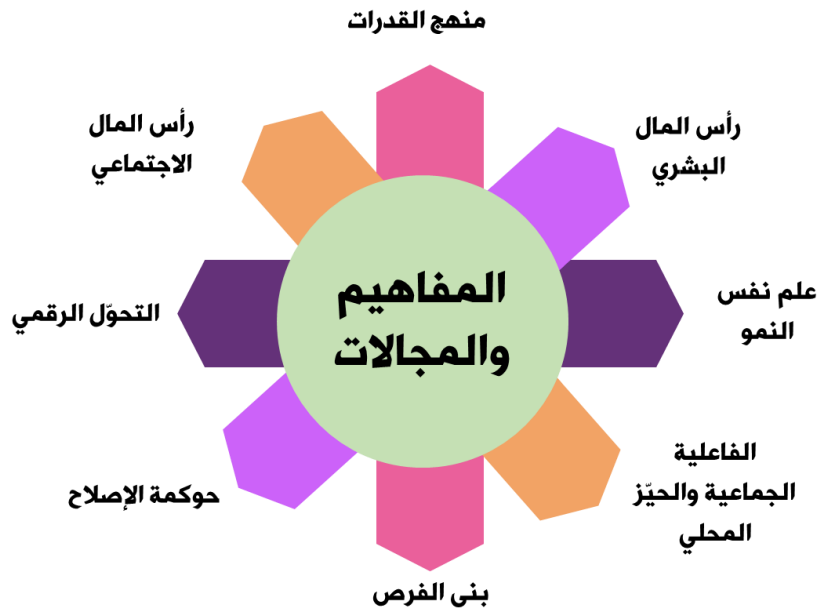 منهج القدرات
رأس المال
البشري
علم نفس
النمو
الفاعلية
الجماعية والحيّز
المحلي
بنى الفرص
حوكمة الإصلاح
التحوّل الرقمي
رأس المال
الاجتماعي
المفاهيم
والمجالات